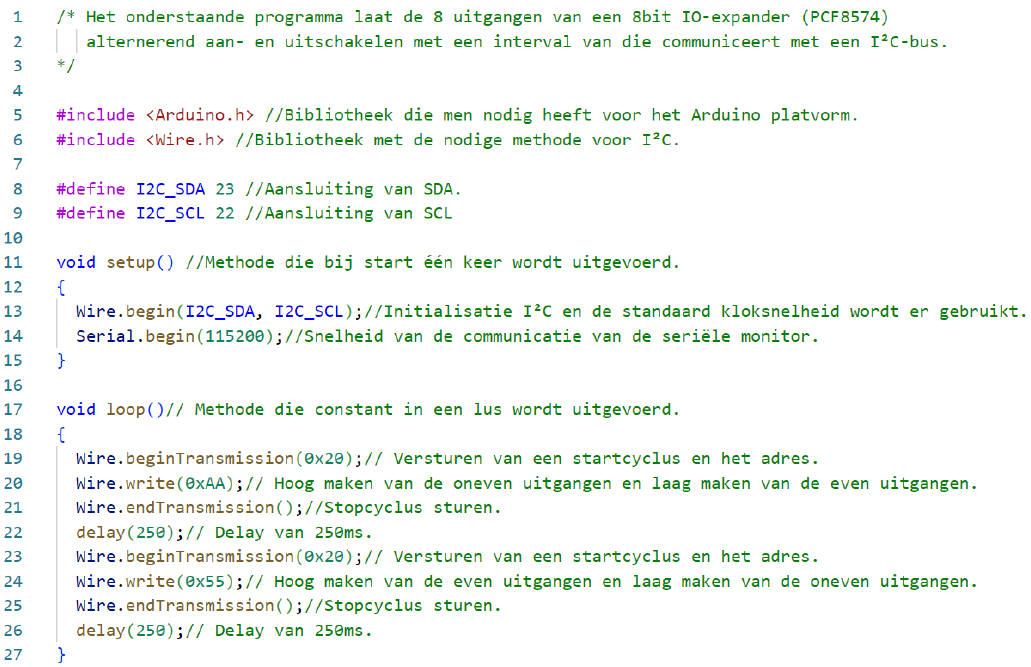 1 /* Het onderstaande programma laat de 8 uitgangen van een 8bit IO-expander (PCF8574)
2 alternerend aan- en uitschakelen met een interval van die communiceert met een I²C-bus.
3 */
4
5 #include <Arduino.h> //Bibliotheek die men nodig heeft voor het Arduino platvorm.
6 #include <Wire.h> //Bibliotheek met de nodige methode voor I²C.
7
8 #define I2C_SDA 23 //Aansluiting van SDA.
9 #define I2C_SCL 22 //Aansluiting van SCL
10
11 void setup() //Methode die bij start één keer wordt uitgevoerd.
12 {
13 Wire.begin(I2C_SDA, I2C_SCL);//Initialisatie I²C en de standaard kloksnelheid wordt er gebruikt.
14 Serial.begin(115200);//Snelheid van de communicatie van de seriële monitor.
15 }
16
17 void loop()// Methode die constant in een lus wordt uitgevoerd.
18 {
19 Wire.beginTransmission(0x20);// Versturen van een startcyclus en het adres.
20 Wire.write(0xAA);// Hoog maken van de oneven uitgangen en laag maken van de even uitgangen.
21 Wire.endTransmission();//Stopcyclus sturen.
22 delay(250);// Delay van 250ms.
23 Wire.beginTransmission(0x20);// Versturen van een startcyclus en het adres.
24 Wire.write(0x55);// Hoog maken van de even uitgangen en laag maken van de oneven uitgangen.
25 Wire.endTransmission();//Stopcyclus sturen.
26 delay(250);// Delay van 250ms.
27 }